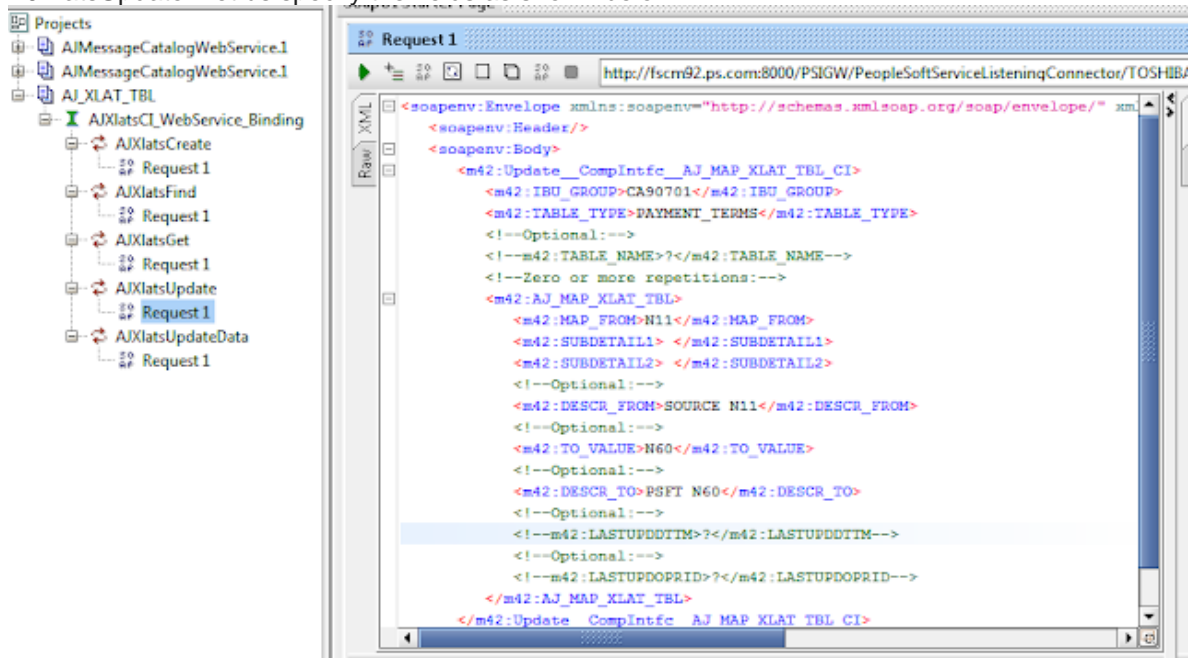 Projects
AJMessageCatalogWebService.1
AJMessageCatalogWebService.1
AJ_XLAT_TBL
AJXlatsCI_WebService_Binding
AJXlatsCreate
Request 1
AJXlatsFind
Request 1
AJXlatsGet
Request 1
AJXlatsUpdate
Request 1
AJXlatsUpdateData
Request 1
Request 1
http://fscm92.ps.com:8000/PSIGW/PeopleSoftServiceListeningConnector/TOSHIBA
XML
Raw
<soapenv:Envelope xmlns:soapenv="http://schemas.xmlsoap.org/soap/envelope/" xml
<soapenv:Header/>
<soapenv:Body>
<m42:Update__CompIntfc__AJ_MAP_XLAT_TBL_CI>
<m42:IBU_GROUP>CA90701</m42:IBU_GROUP>
<m42:TABLE_TYPE>PAYMENT_TERMS</m42:TABLE_TYPE>
<!--Optional:-->
<!--m42:TABLE_NAME>?</m42:TABLE_NAME-->
<!--Zero or more repetitions:-->
<m42:AJ_MAP_XLAT_TBL>
<m42:MAP_FROM>N11</m42:MAP_FROM>
<m42:SUBDETAIL1> </m42:SUBDETAIL1>
<m42:SUBDETAIL2> </m42:SUBDETAIL2>
<!--Optional:-->
<m42:DESCR_FROM>SOURCE N11</m42:DESCR_FROM>
<!--Optional:-->
<m42:TO_VALUE>N60</m42:TO_VALUE>
<!--Optional:-->
<m42:DESCR_TO>PSFT N60</m42:DESCR_TO>
<!--Optional:-->
<!--m42:LASTUPDDTTM>?</m42:LASTUPDDTTM-->
<!--Optional:-->
<!--m42:LASTUPDOPRID>?</m42:LASTUPDOPRID-->
</m42:AJ_MAP_XLAT_TBL>
</m42:Update__CompIntfc__AJ_MAP_XLAT_TBL_CI>